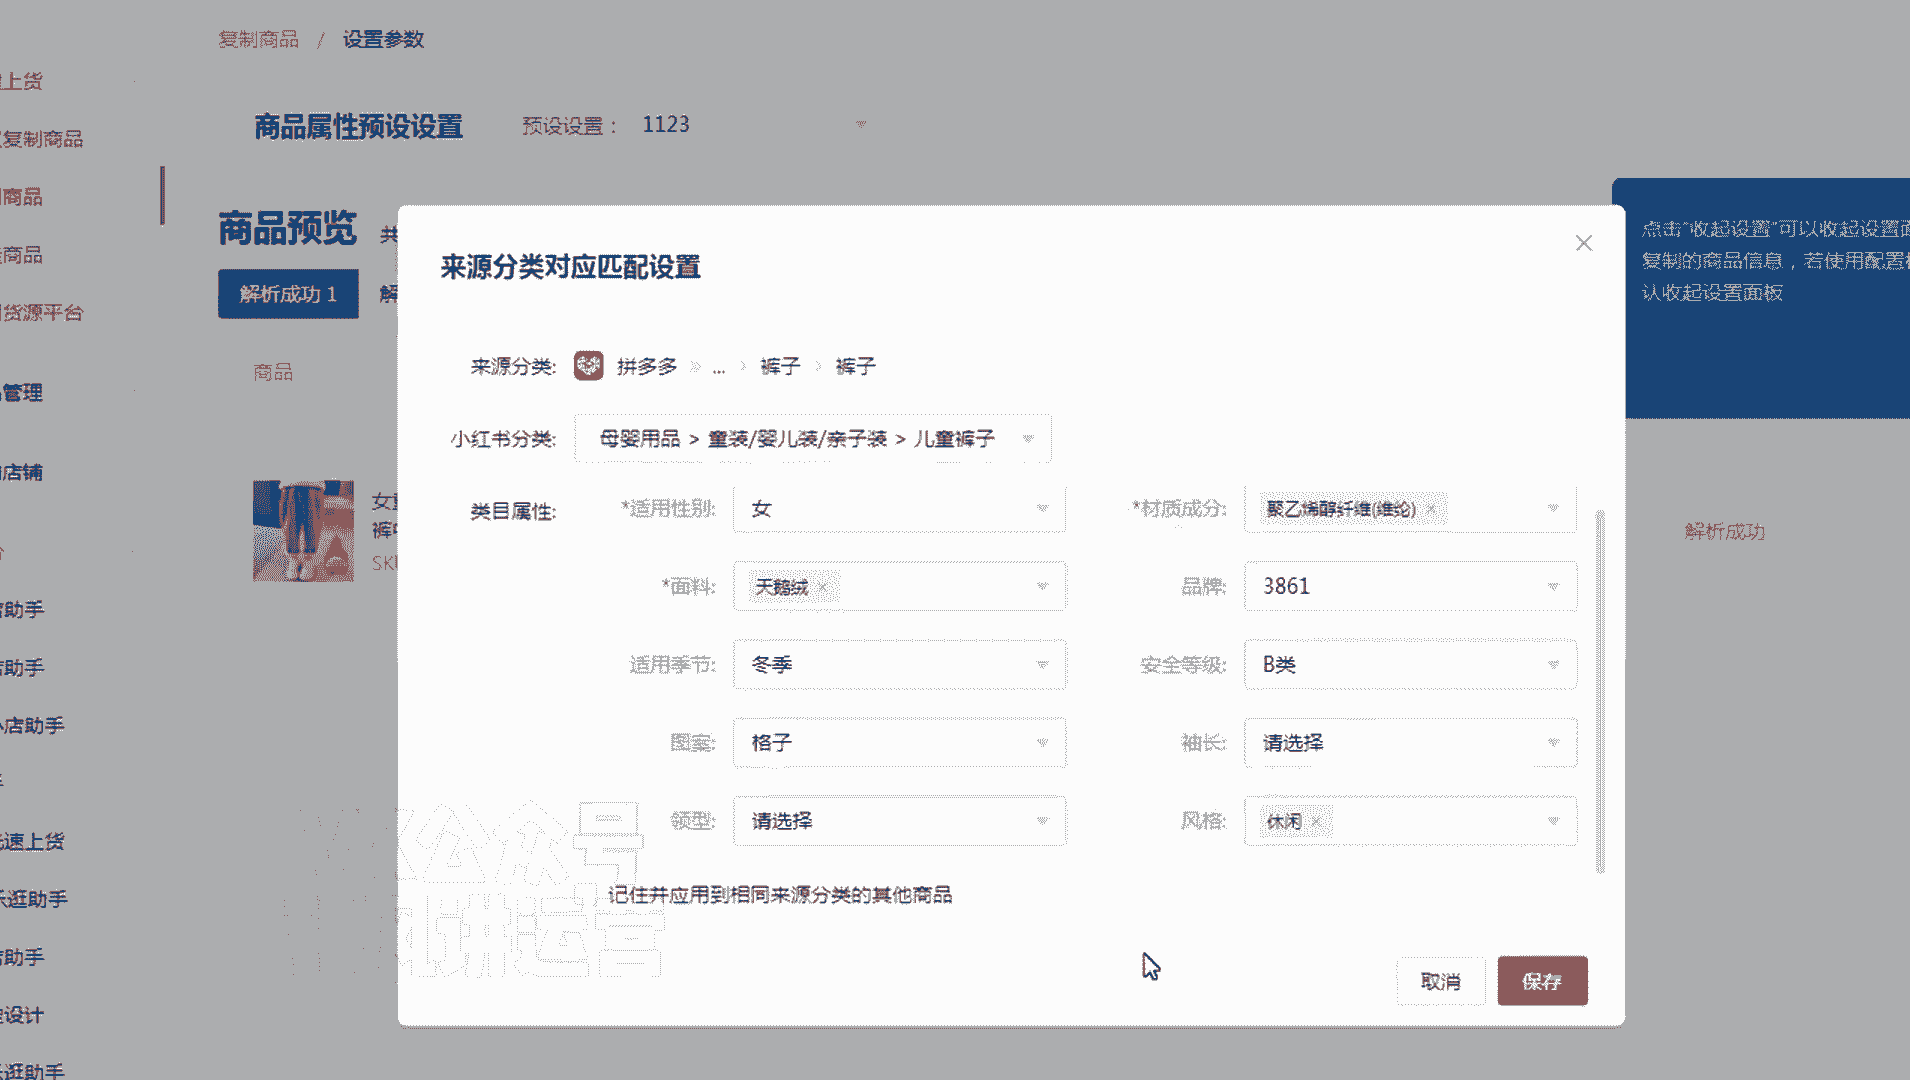 复制商品 / 设置参数
上货
复制商品
商品
商品
货源平台
管理
店铺
助手
助手
店助手
速上货
逛助手
助手
设计
逛助手
商品属性预设设置 预设设置： 1123
商品预览 共
解析成功 1 解
商品
女
裤
SK
解析成功
点击“收起设置”可以收起设置
复制的商品信息，若使用配置
认收起设置面板
来源分类对应匹配设置
来源分类: 拼多多 » ... > 裤子 > 裤子
小红书分类: 母婴用品 > 童装/婴儿装/亲子装 > 儿童裤子
类目属性: *适用性别: 女 *材质成分: 聚乙烯醇纤维(维纶) ×
*面料: 天鹅绒 × 品牌: 3861
适用季节: 冬季 安全等级: B类
图案: 格子 袖长: 请选择
领型: 请选择 风格: 休闲 ×
记住并应用到相同来源分类的其他商品
取消 保存
公众号
讲运营